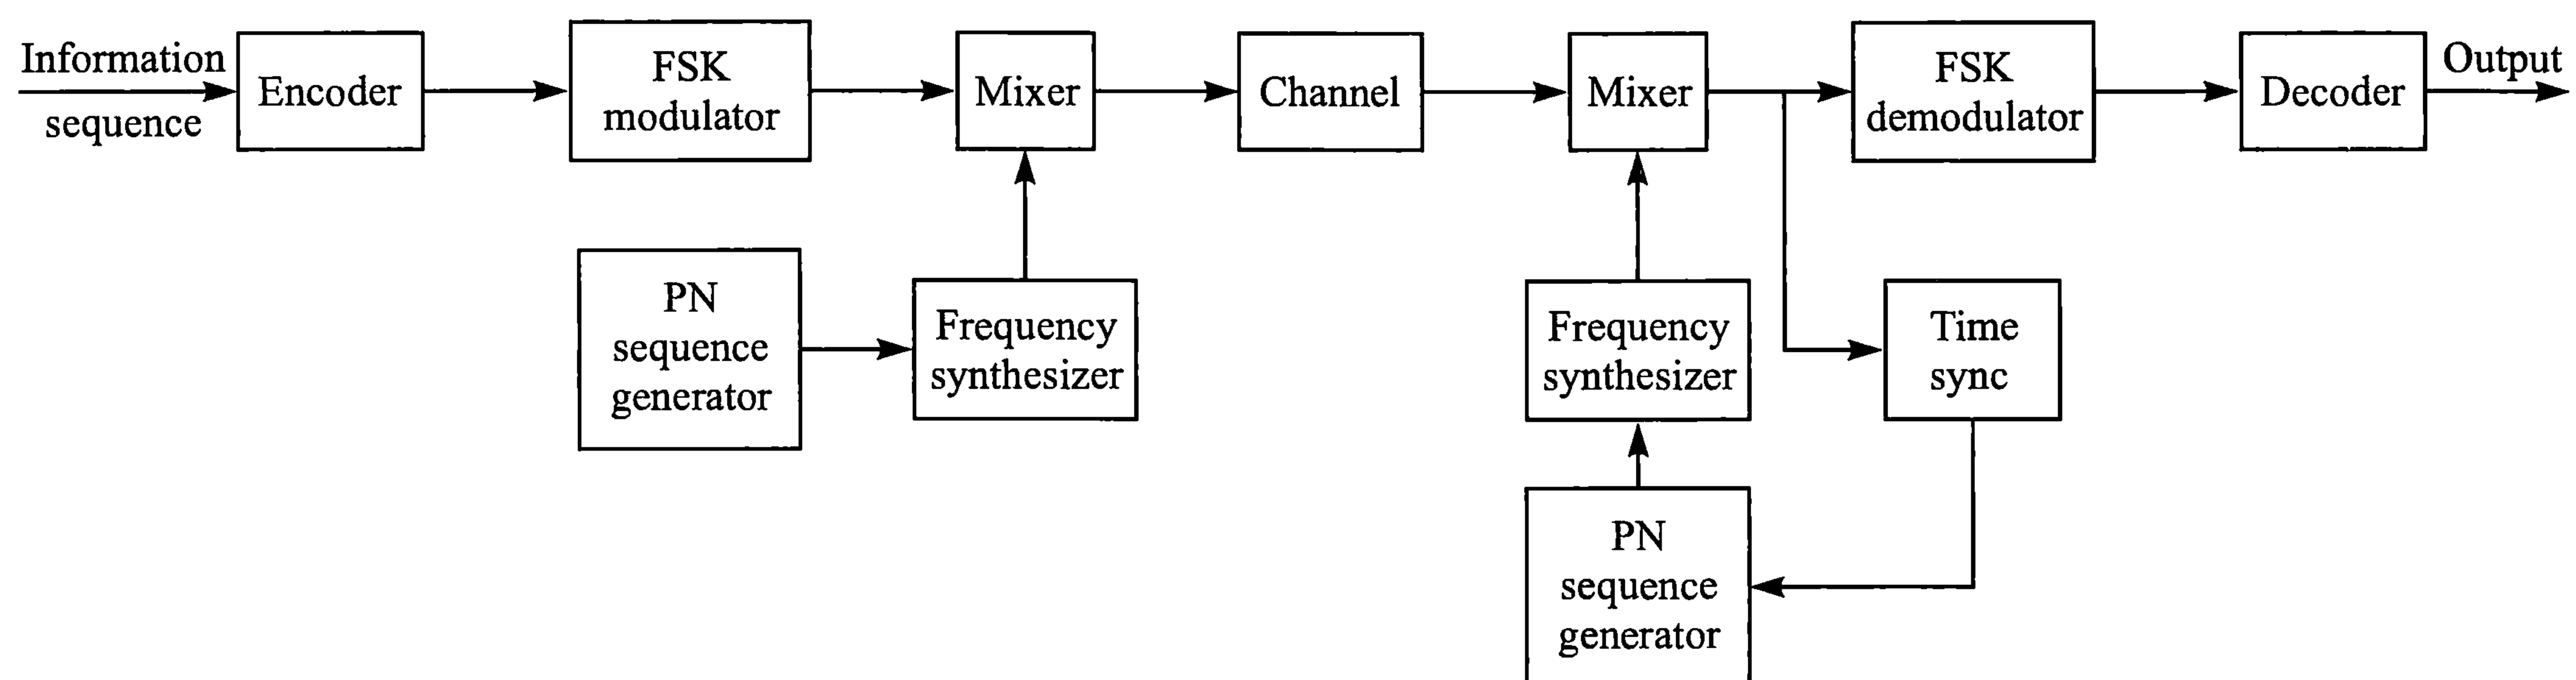 Information
sequence
Encoder
FSK
modulator
Mixer
Channel
Mixer
FSK
demodulator
Decoder
Output
PN
sequence
generator
Frequency
synthesizer
Frequency
synthesizer
Time
sync
PN
sequence
generator